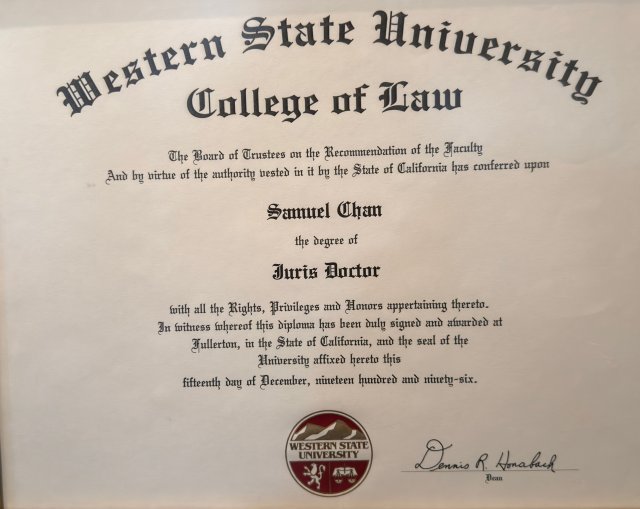 Western State University
College of Law
The Board of Trustees on the Recommendation of the Faculty
And by virtue of the authority vested in it by the State of California has conferred upon
Samuel Chan
the degree of
Juris Doctor
with all the Rights, Privileges and Honors appertaining thereto.
In witness whereof this diploma has been duly signed and awarded at
Fullerton, in the State of California, and the seal of the
University affixed hereto this
fifteenth day of December, nineteen hundred and ninety-six.
WESTERN STATE
UNIVERSITY
Dennis R. Honabach
Dean